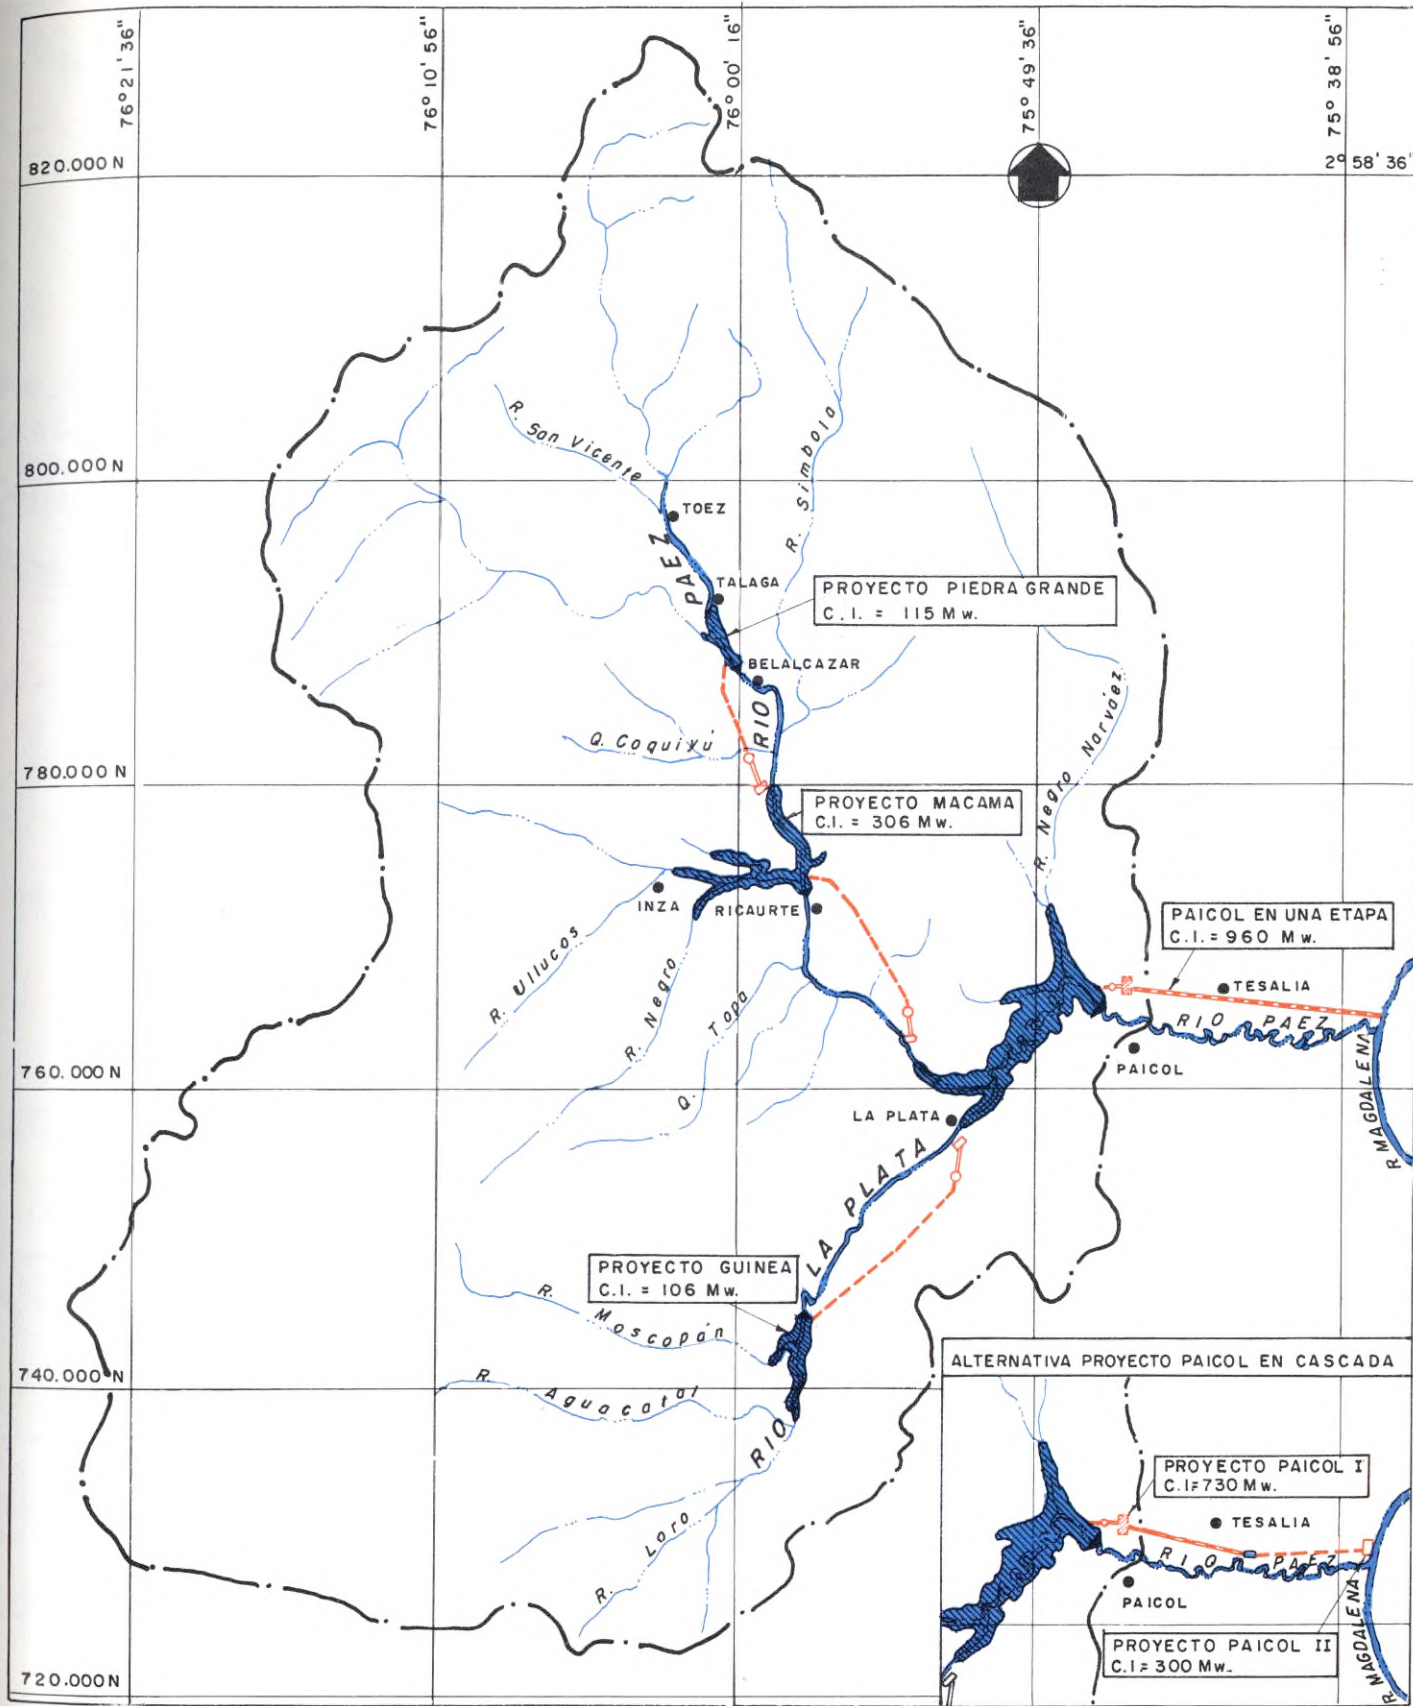 76° 21' 36"
76° 10' 56"
76° 00' 16"
75° 49' 36"
75° 38' 56"
820.000 N
2° 58' 36"
800.000 N
R. San Vicente
R. Simbola
TOEZ
PAEZ
TALAGA
PROYECTO PIEDRA GRANDE
C.I. = 115 Mw.
BELALCAZAR
RIO
Q. Coquiyú
R. Negro Narváez
780.000 N
PROYECTO MACAMA
C.I. = 306 Mw.
INZA
RICAURTE
PAICOL EN UNA ETAPA
C.I. = 960 Mw.
R. Ullucos
R. Negro
Q. Topa
TESALIA
RIO PAEZ
PAICOL
R. MAGDALENA
760.000 N
LA PLATA
RIO LA PLATA
PROYECTO GUINEA
C.I. = 106 Mw.
R. Moscopán
740.000 N
R. Aguacatal
R. Loro
720.000 N
ALTERNATIVA PROYECTO PAICOL EN CASCADA
PROYECTO PAICOL I
C.I = 730 Mw.
TESALIA
RIO PAEZ
PAICOL
PROYECTO PAICOL II
C.I = 300 Mw.
R. MAGDALENA